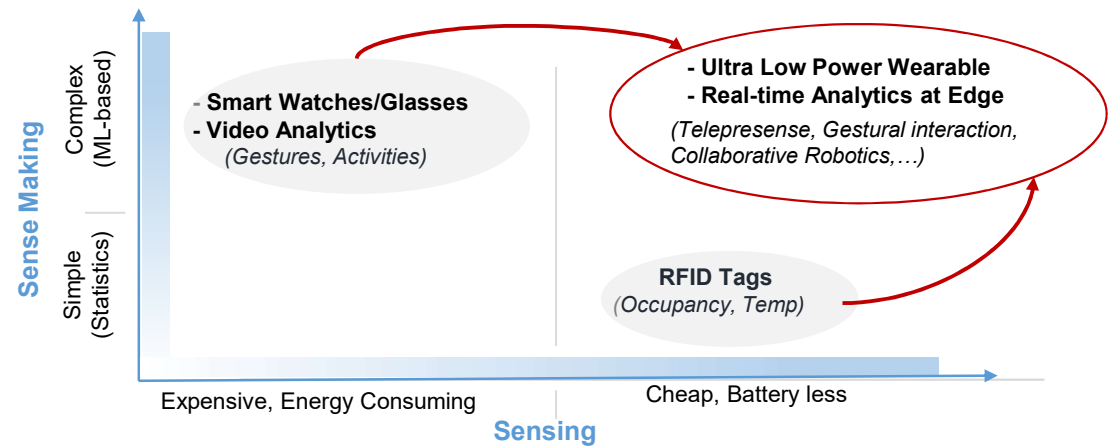 Sense Making
Complex
(ML-based)
Simple
(Statistics)
- Smart Watches/Glasses
- Video Analytics
(Gestures, Activities)
- Ultra Low Power Wearable
- Real-time Analytics at Edge
(Telepresense, Gestural interaction,
Collaborative Robotics,…)
RFID Tags
(Occupancy, Temp)
Expensive, Energy Consuming
Cheap, Battery less
Sensing